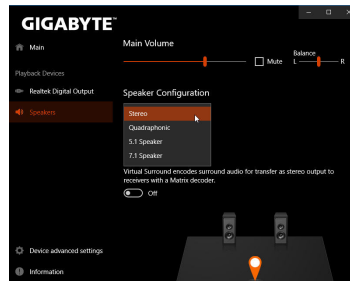 GIGABYTE™
Main
Playback Devices
Realtek Digital Output
Speakers
Device advanced settings
Information
Main Volume
Mute
Balance
L
R
Speaker Configuration
Stereo
Quadraphonic
5.1 Speaker
7.1 Speaker
Virtual Surround encodes surround audio for transfer as stereo output to
receivers with a Matrix decoder.
Off